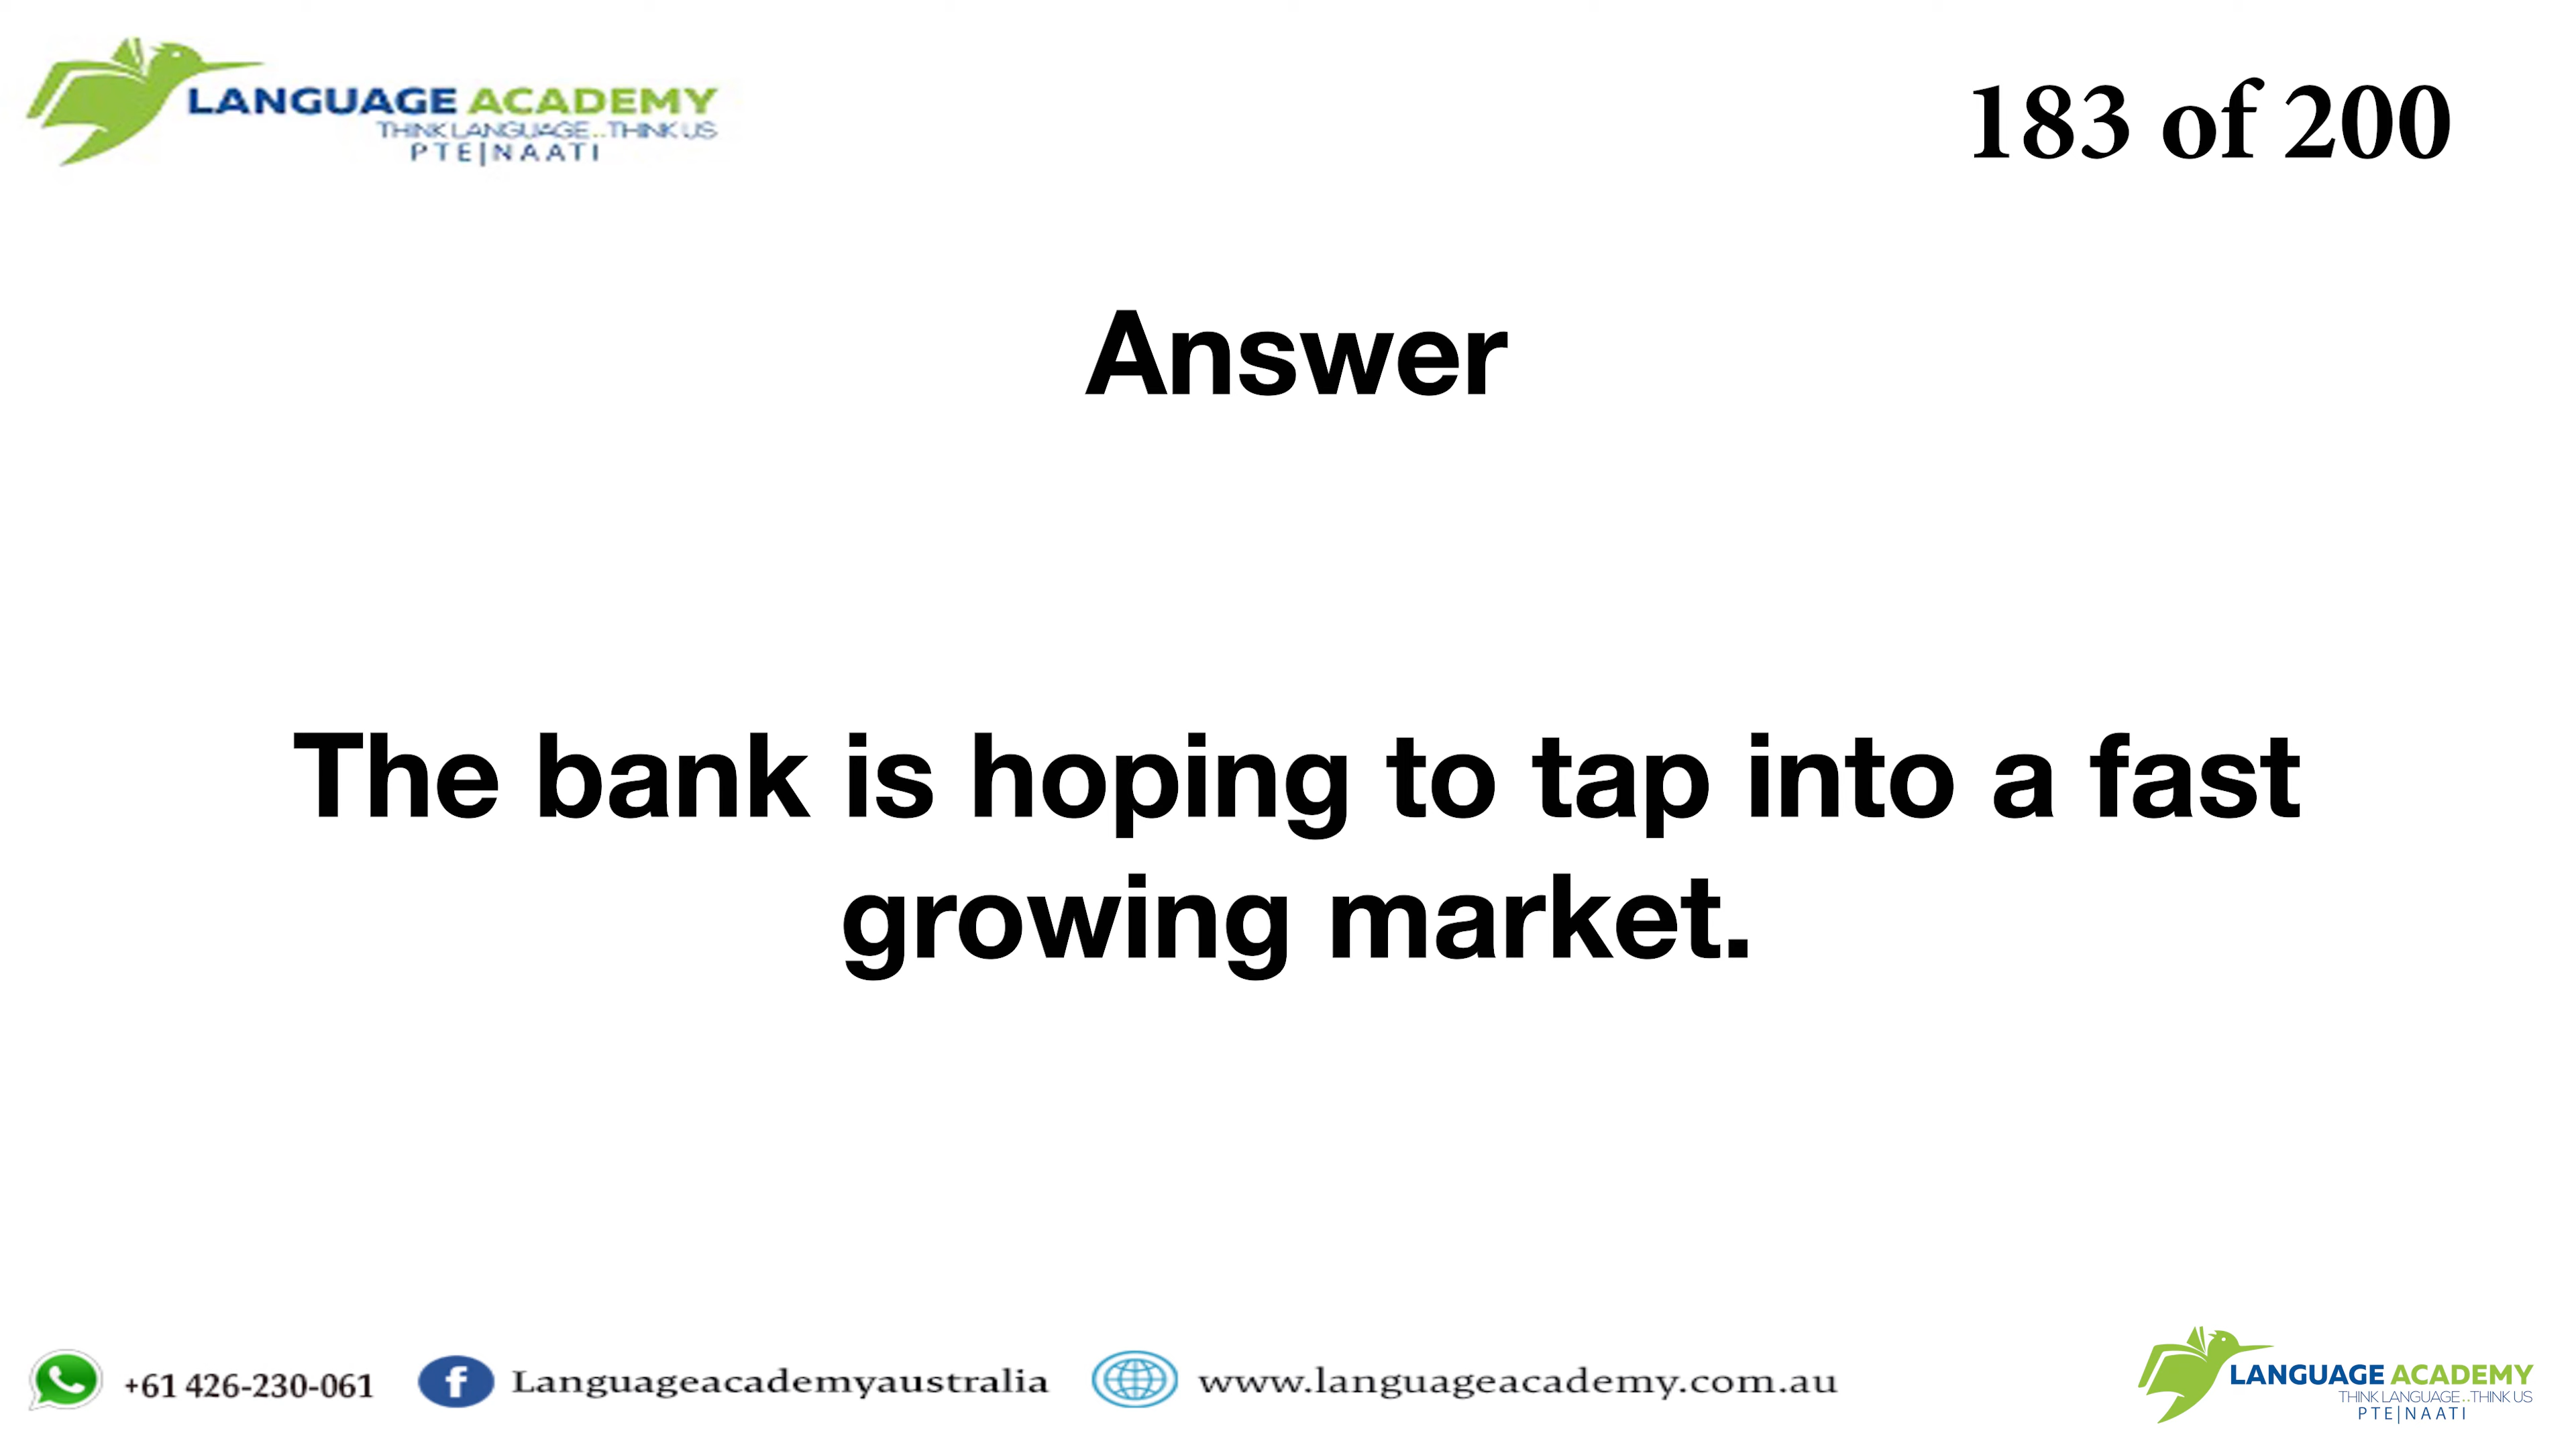 LANGUAGE ACADEMY
THINK LANGUAGE..THINK US
PTE|NAATI
183 of 200
Answer
The bank is hoping to tap into a fast
growing market.
+61 426-230-061
Languageacademyaustralia
www.languageacademy.com.au
LANGUAGE ACADEMY
THINK LANGUAGE..THINK US
PTE|NAATI